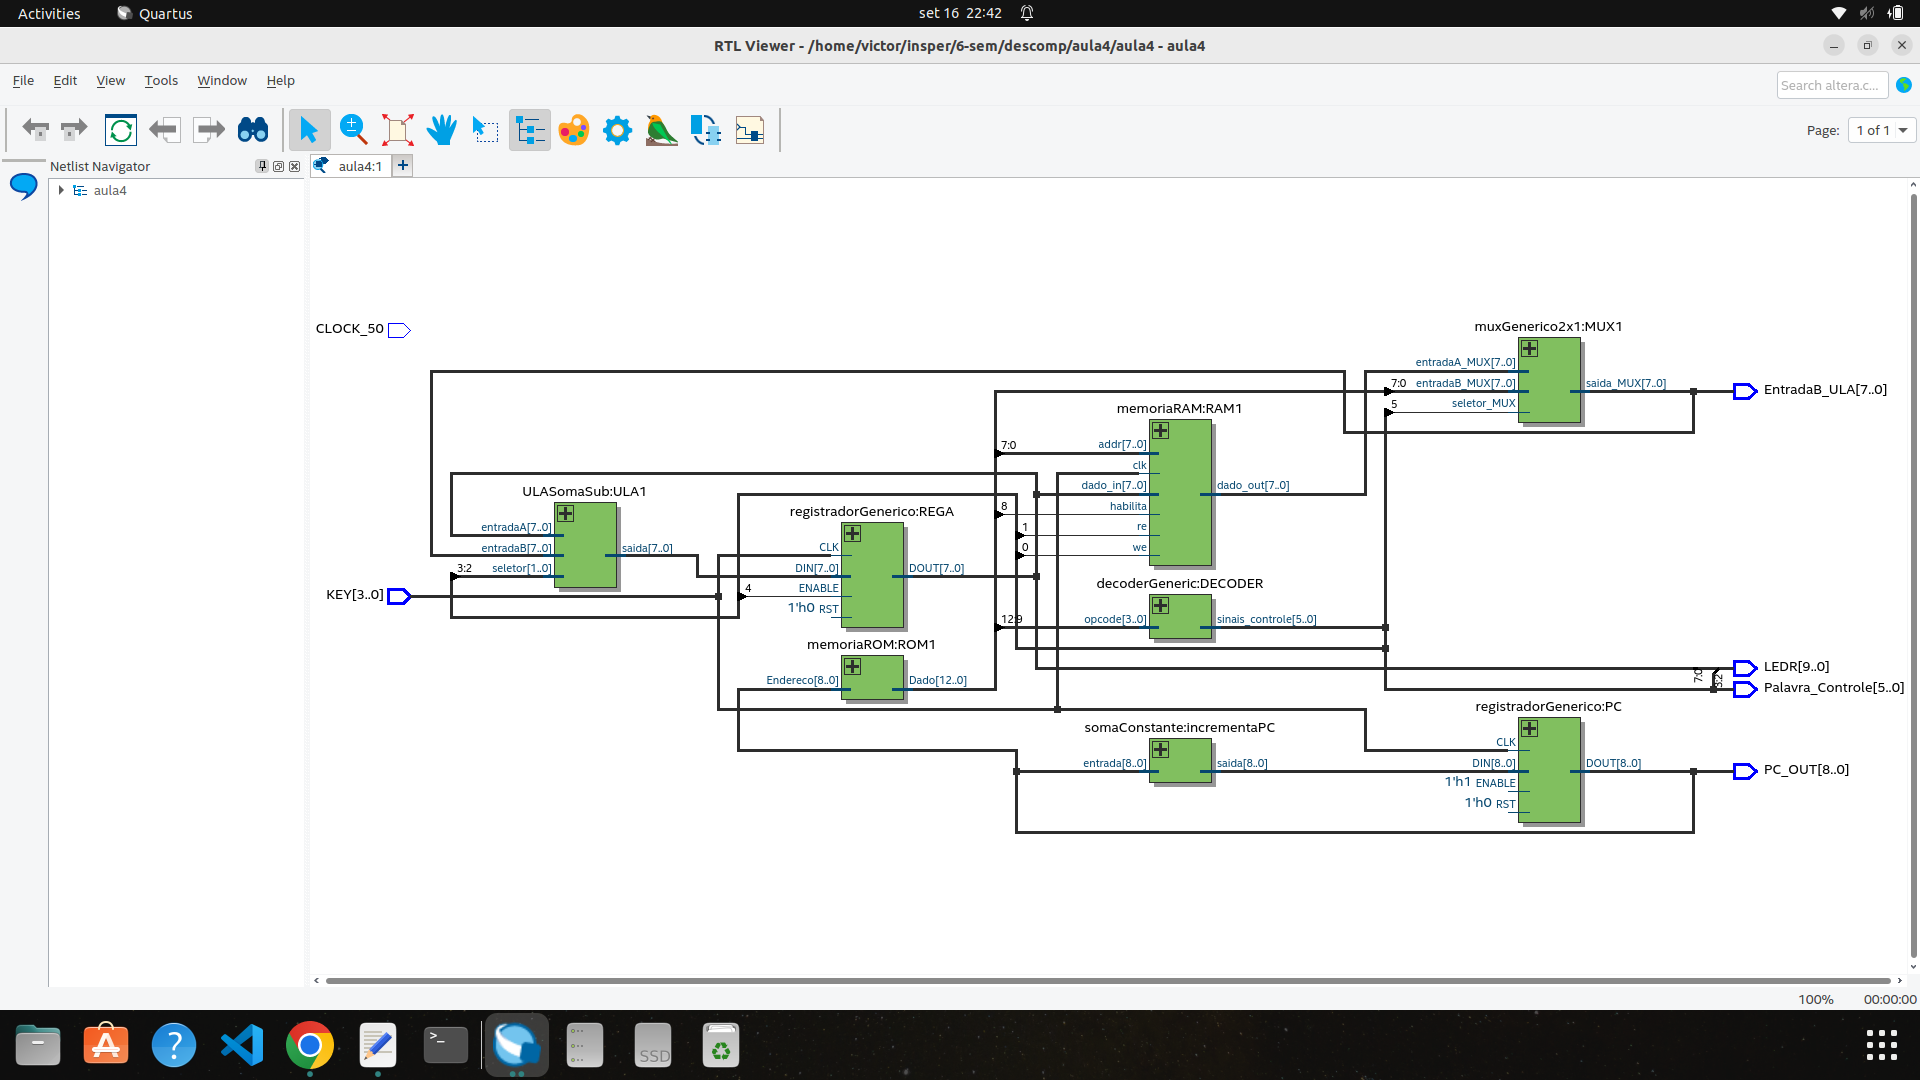 Activities
Quartus
set 16 22:42
RTL Viewer - /home/victor/insper/6-sem/descomp/aula4/aula4 - aula4
File Edit View Tools Window Help
Search altera.c...
Page: 1 of 1
Netlist Navigator
aula4:1
aula4
CLOCK_50
muxGenerico2x1:MUX1
entradaA_MUX[7..0]
7:0 entradaB_MUX[7..0]
saida_MUX[7..0]
EntradaB_ULA[7..0]
5 seletor_MUX
memoriaRAM:RAM1
7:0 addr[7..0]
clk
dado_in[7..0]
dado_out[7..0]
8 habilita
1 re
0 we
ULASomaSub:ULA1
entradaA[7..0]
entradaB[7..0]
saida[7..0]
3:2 seletor[1..0]
registradorGenerico:REGA
CLK
DIN[7..0]
DOUT[7..0]
4 ENABLE
1'h0 RST
KEY[3..0]
decoderGeneric:DECODER
12:9 opcode[3..0]
sinais_controle[5..0]
memoriaROM:ROM1
Endereco[8..0]
Dado[12..0]
7:0
3:2
LEDR[9..0]
Palavra_Controle[5..0]
registradorGenerico:PC
CLK
somaConstante:incrementaPC
entrada[8..0]
saida[8..0]
DIN[8..0]
DOUT[8..0]
PC_OUT[8..0]
1'h1 ENABLE
1'h0 RST
100%
00:00:00
>_
SSD